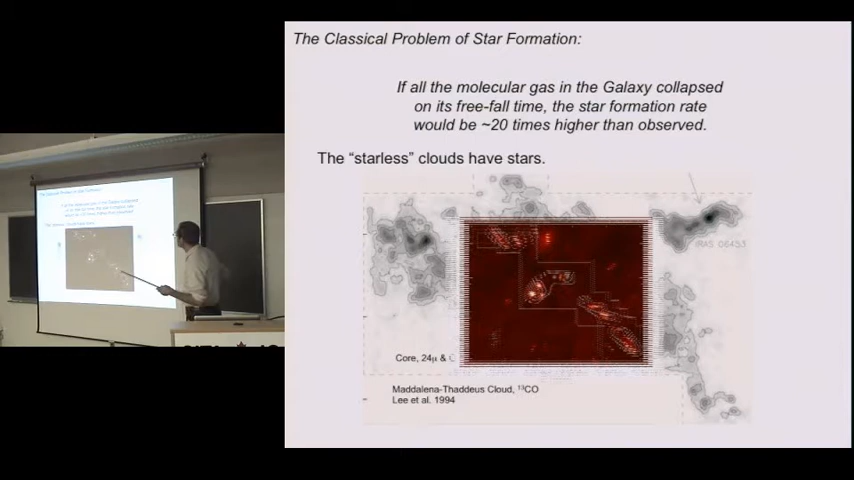 The Classical Problem of Star Formation:
If all the molecular gas in the Galaxy collapsed
on its free-fall time, the star formation rate
would be ~20 times higher than observed.
The “starless” clouds have stars.
Core, 24μ &
Maddalena-Thaddeus Cloud, ¹³CO
Lee et al. 1994